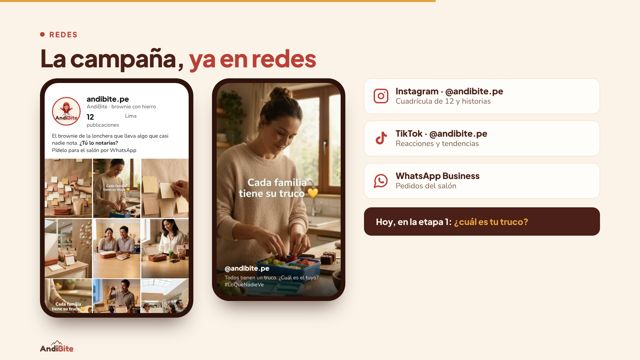 REDES
La campaña, ya en redes
AndiBite
andibite.pe
AndiBite · brownie con hierro
12
publicaciones
Lima
El brownie de la lonchera que lleva algo que casi
nadie nota. ¿Tú lo notarías?
Pídelo para el salón por WhatsApp
Cada familia
tiene su truco
Cada familia
tiene su truco 💛
@andibite.pe
Todos tienen un truco. ¿Cuál es el tuyo?
#LoQueNadieVe
Instagram · @andibite.pe
Cuadrícula de 12 y historias
TikTok · @andibite.pe
Reacciones y tendencias
WhatsApp Business
Pedidos del salón
Hoy, en la etapa 1: ¿cuál es tu truco?
AndiBite